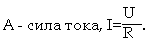 A - сила тока, I=U/R.